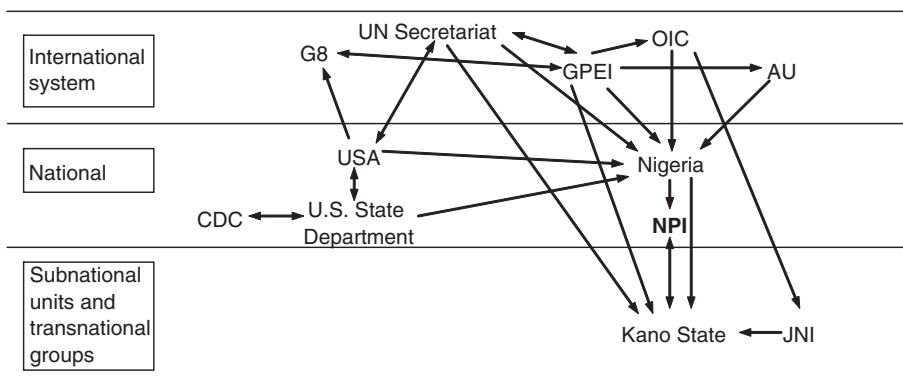 International
system
UN Secretariat
OIC
G8
GPEI
AU
National
USA
Nigeria
CDC
U.S. State
Department
NPI
Subnational
units and
transnational
groups
Kano State
JNI